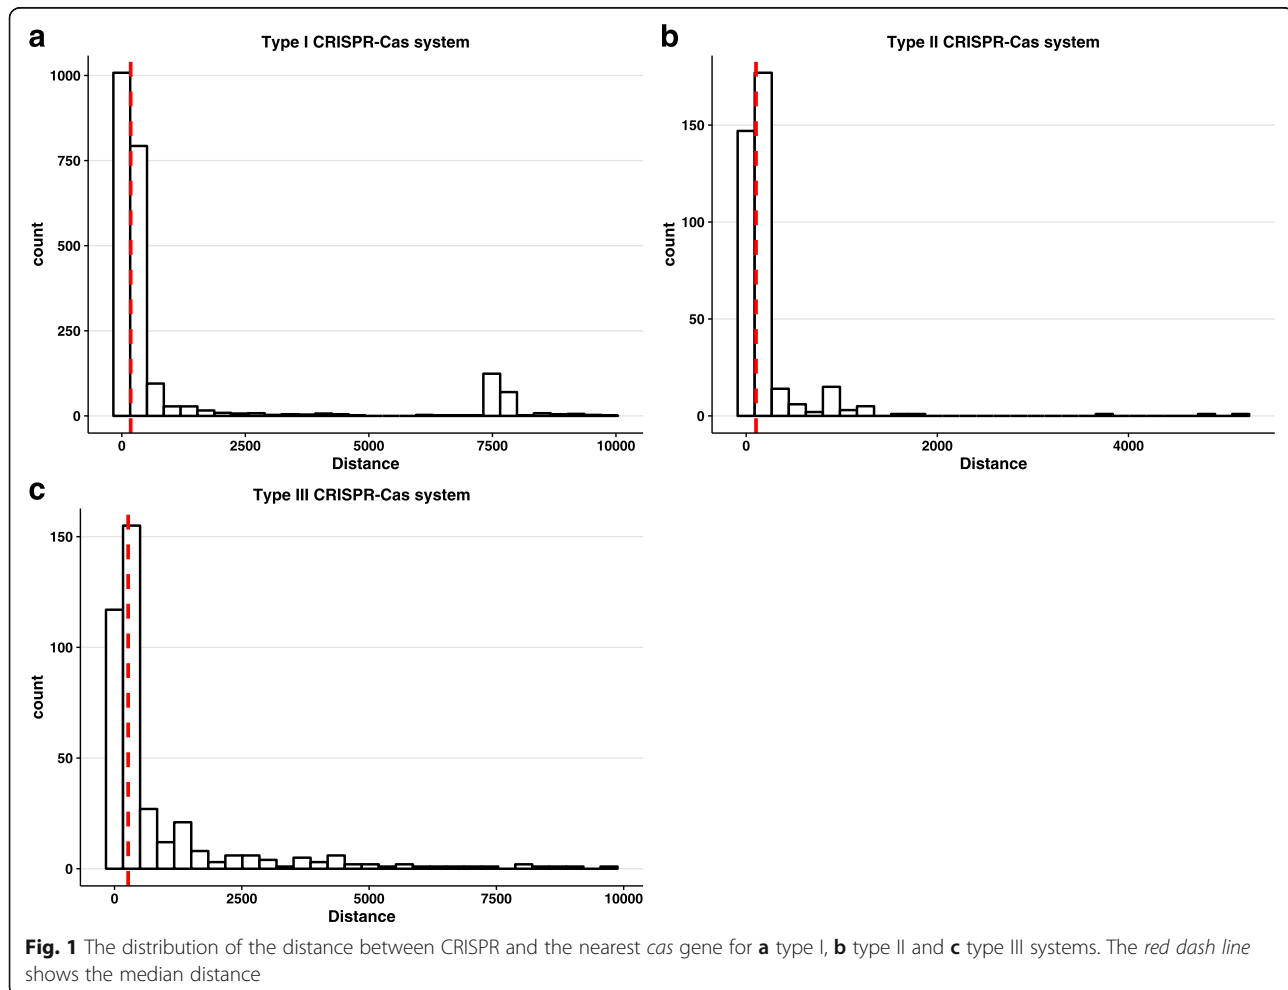 a
Type I CRISPR-Cas system
1000
750
500
250
0
count
0 2500 5000 7500 10000
Distance
b
Type II CRISPR-Cas system
150
100
50
0
count
0 2000 4000
Distance
c
Type III CRISPR-Cas system
150
100
50
0
count
0 2500 5000 7500 10000
Distance
Fig. 1 The distribution of the distance between CRISPR and the nearest cas gene for a type I, b type II and c type III systems. The red dash line
shows the median distance